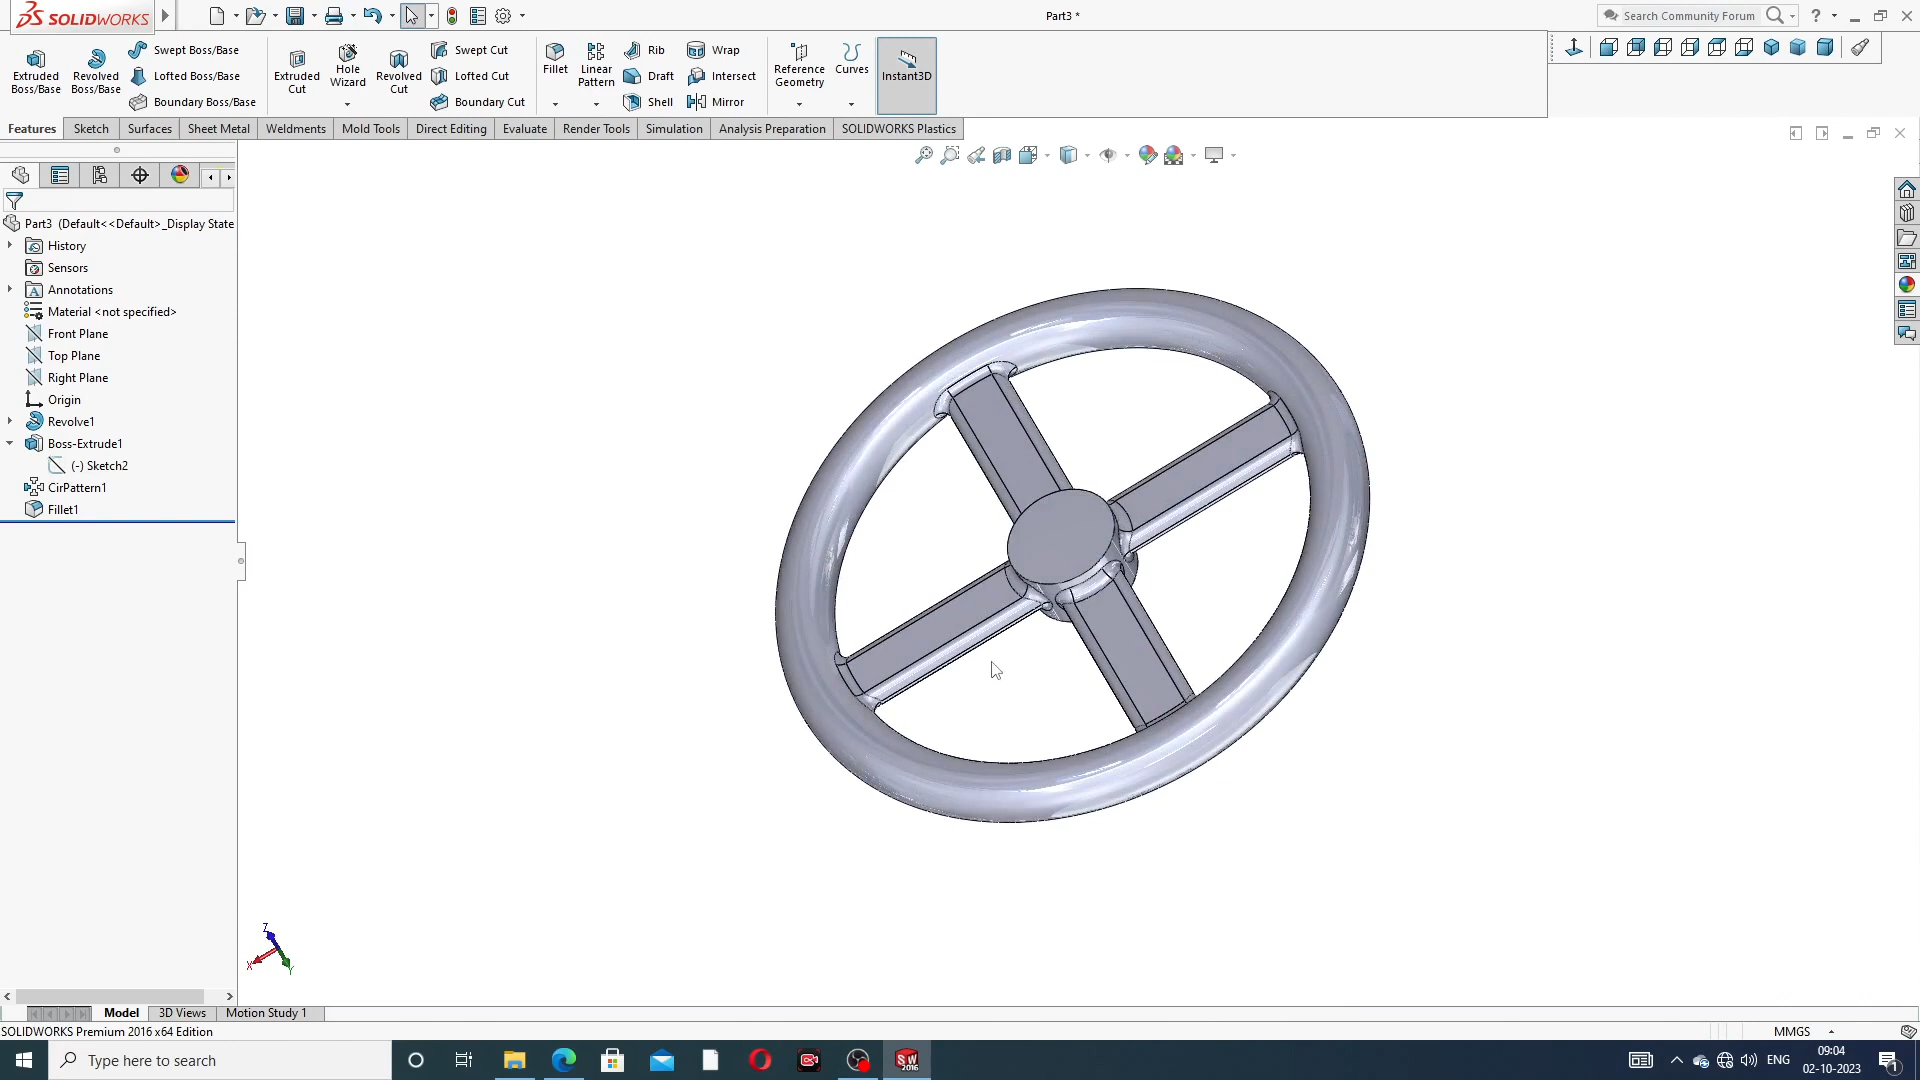 SOLIDWORKS
Part3 *
Search Community Forum
?
Extruded Boss/Base
Revolved Boss/Base
Swept Boss/Base
Lofted Boss/Base
Boundary Boss/Base
Extruded Cut
Hole Wizard
Revolved Cut
Swept Cut
Lofted Cut
Boundary Cut
Fillet
Linear Pattern
Rib
Draft
Shell
Wrap
Intersect
Mirror
Reference Geometry
Curves
Instant3D
Features Sketch Surfaces Sheet Metal Weldments Mold Tools Direct Editing Evaluate Render Tools Simulation Analysis Preparation SOLIDWORKS Plastics
Part3 (Default<<Default>_Display State
History
Sensors
A Annotations
Material <not specified>
Front Plane
Top Plane
Right Plane
Origin
Revolve1
Boss-Extrude1
(-) Sketch2
CirPattern1
Fillet1
Z
X
Y
Model 3D Views Motion Study 1
SOLIDWORKS Premium 2016 x64 Edition
MMGS
Type here to search
SW 2016
ENG
09:04
02-10-2023
1